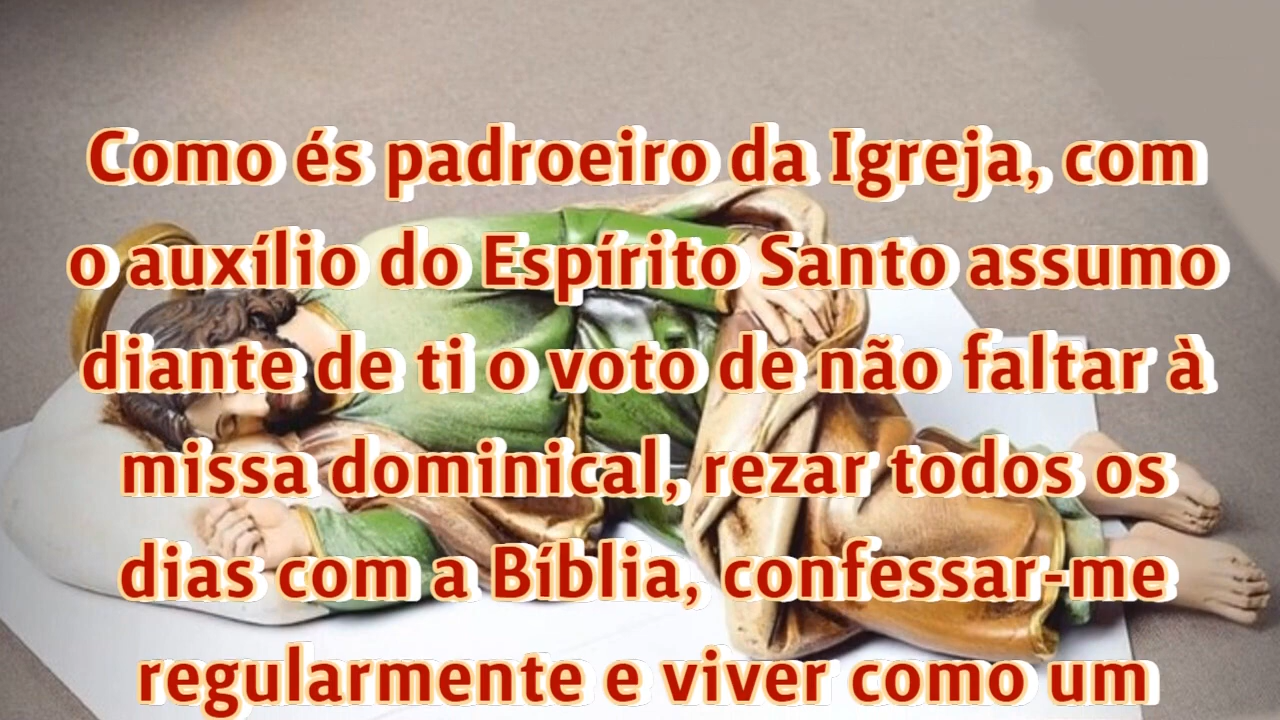 Como és padroeiro da Igreja, com
o auxílio do Espírito Santo assumo
diante de ti o voto de não faltar à
missa dominical, rezar todos os
dias com a Bíblia, confessar-me
regularmente e viver como um